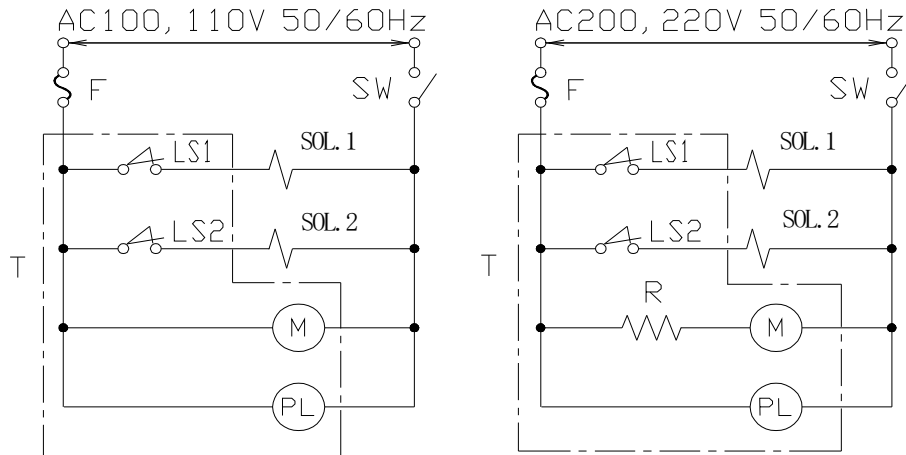 AC100, 110V 50/60Hz
F
SW
LS1
SOL.1
LS2
SOL.2
T
M
PL
AC200, 220V 50/60Hz
F
SW
LS1
SOL.1
LS2
SOL.2
T
R
M
PL